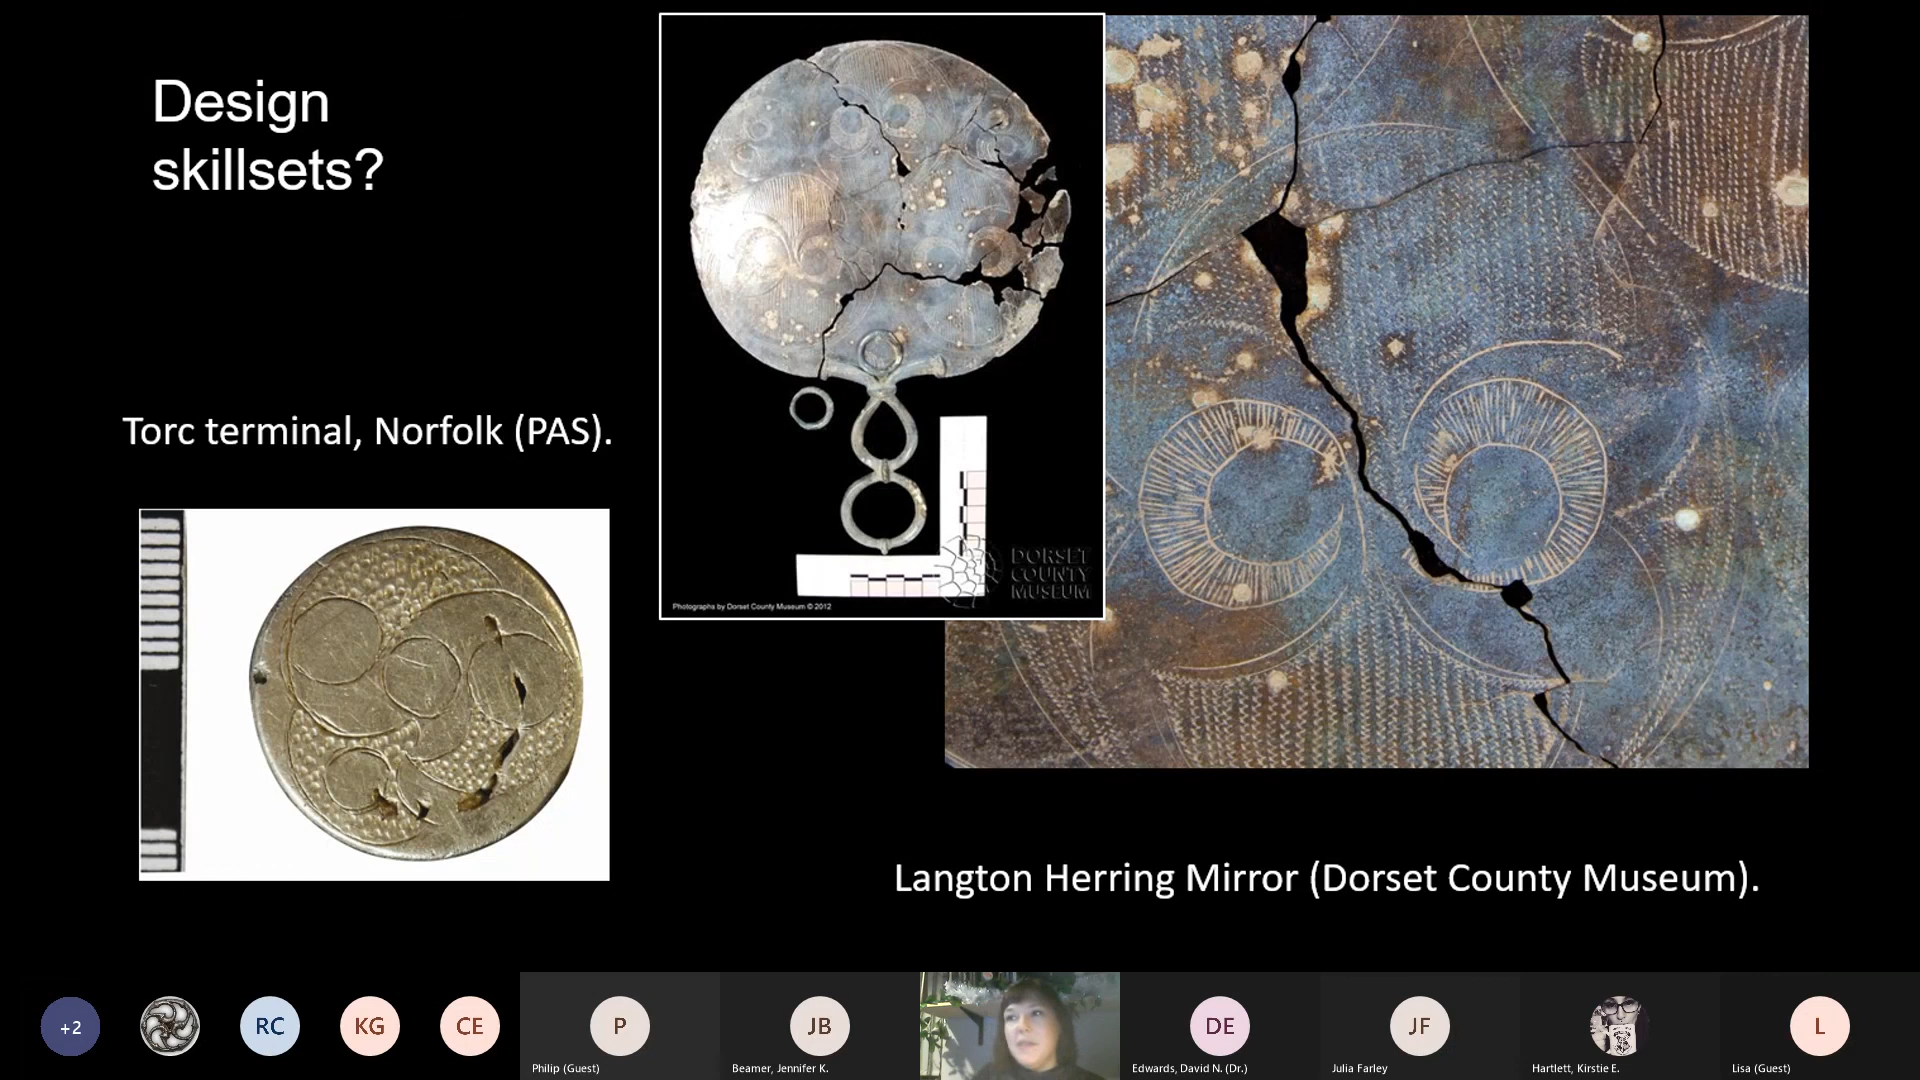 Design
skillsets?
Torc terminal, Norfolk (PAS).
DORSET
COUNTY
MUSEUM
Photographs by Dorset County Museum © 2012
Langton Herring Mirror (Dorset County Museum).
+2
RC
KG
CE
P
Philip (Guest)
JB
Beamer, Jennifer K.
DE
Edwards, David N. (Dr.)
JF
Julia Farley
Hartlett, Kirstie E.
L
Lisa (Guest)